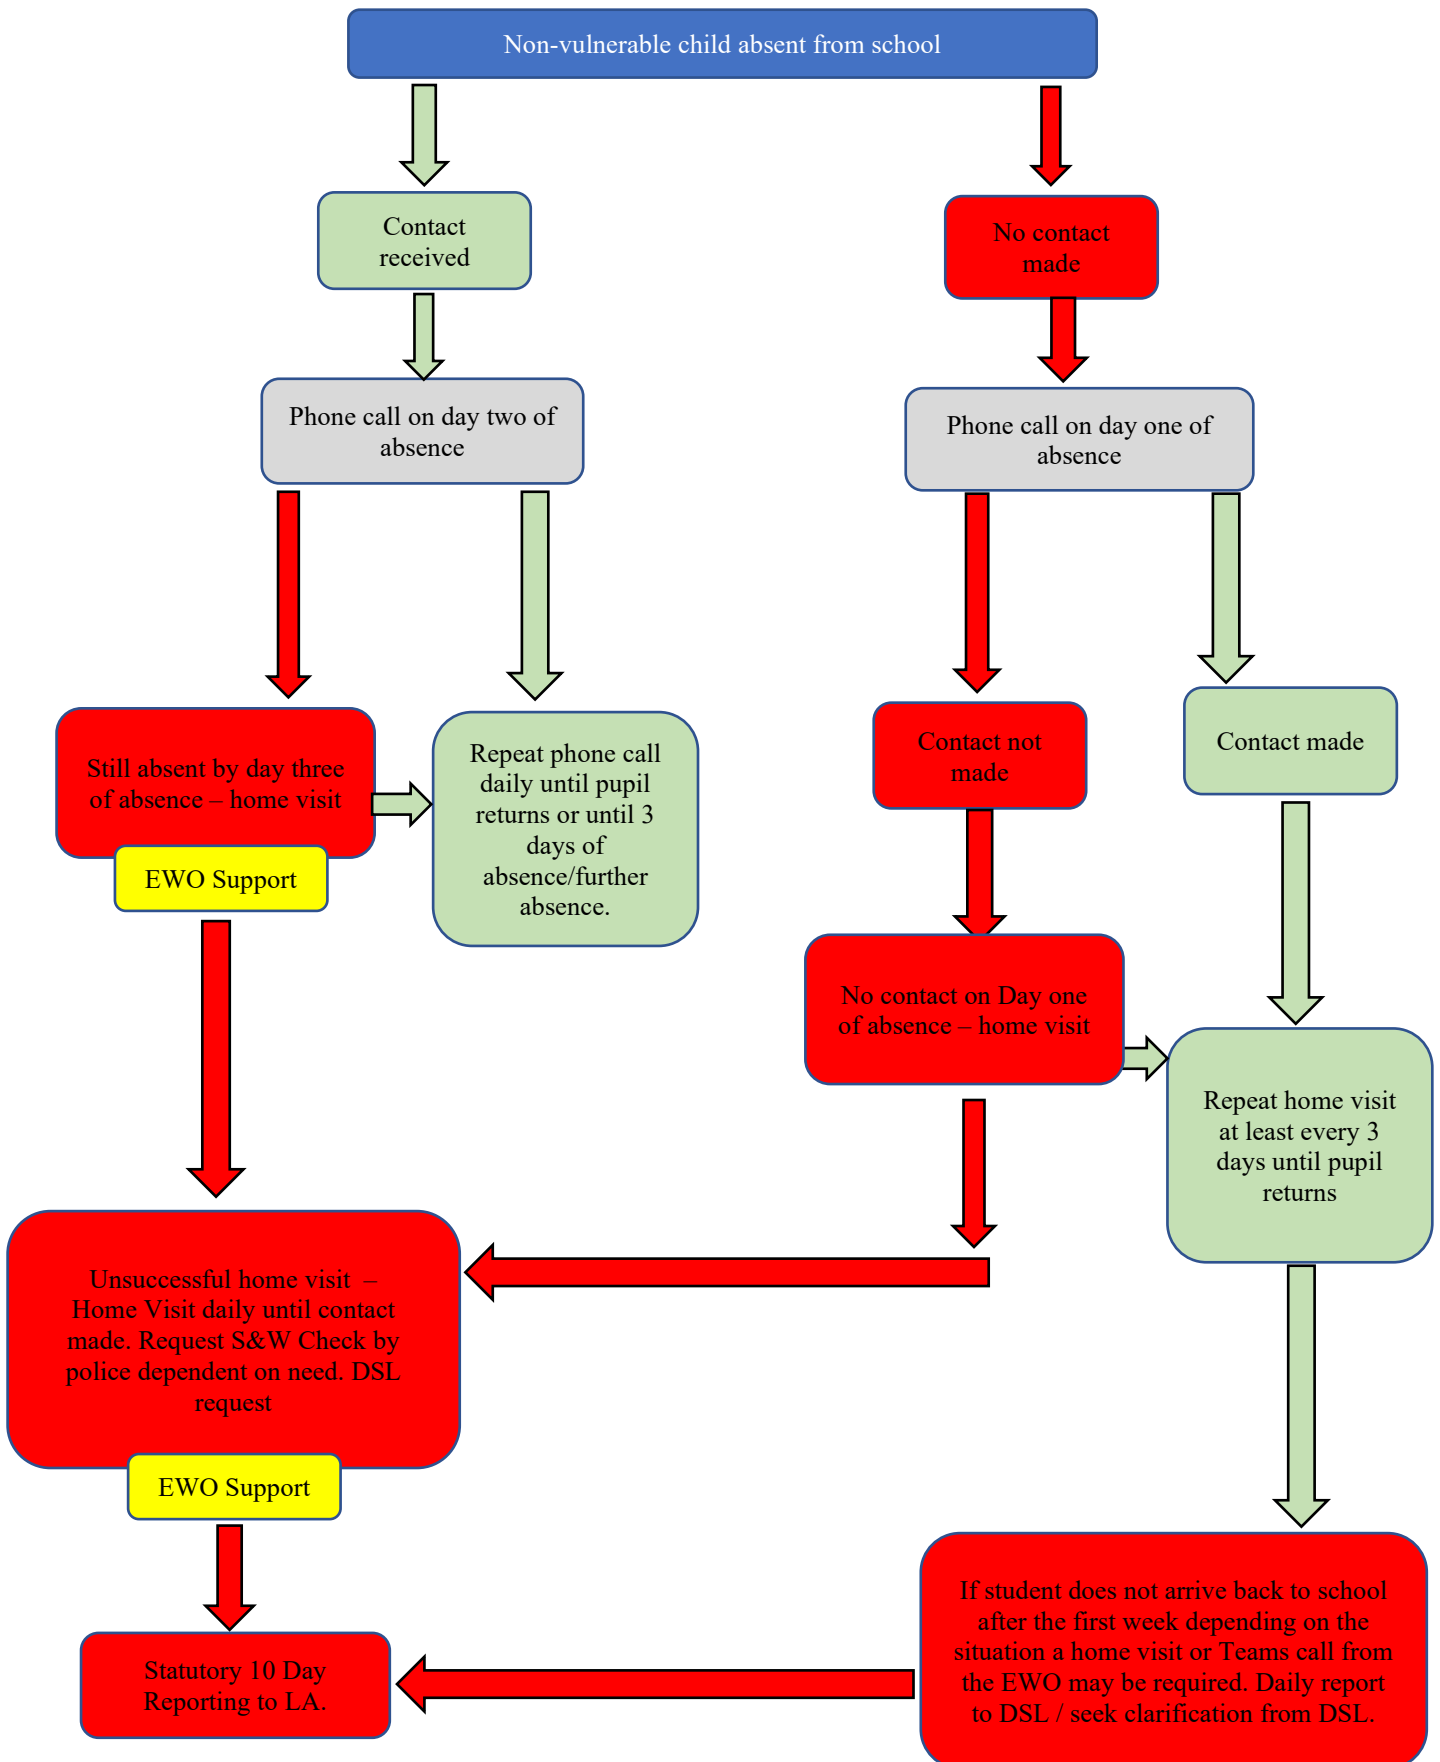 Non-vulnerable child absent from school
Contact
received
No contact
made
Phone call on day two of
absence
Phone call on day one of
absence
Still absent by day three
of absence – home visit
EWO Support
Repeat phone call
daily until pupil
returns or until 3
days of
absence/further
absence.
Contact not
made
Contact made
No contact on Day one
of absence – home visit
Repeat home visit
at least every 3
days until pupil
returns
Unsuccessful home visit –
Home Visit daily until contact
made. Request S&W Check by
police dependent on need. DSL
request
EWO Support
If student does not arrive back to school
after the first week depending on the
situation a home visit or Teams call from
the EWO may be required. Daily report
to DSL / seek clarification from DSL.
Statutory 10 Day
Reporting to LA.